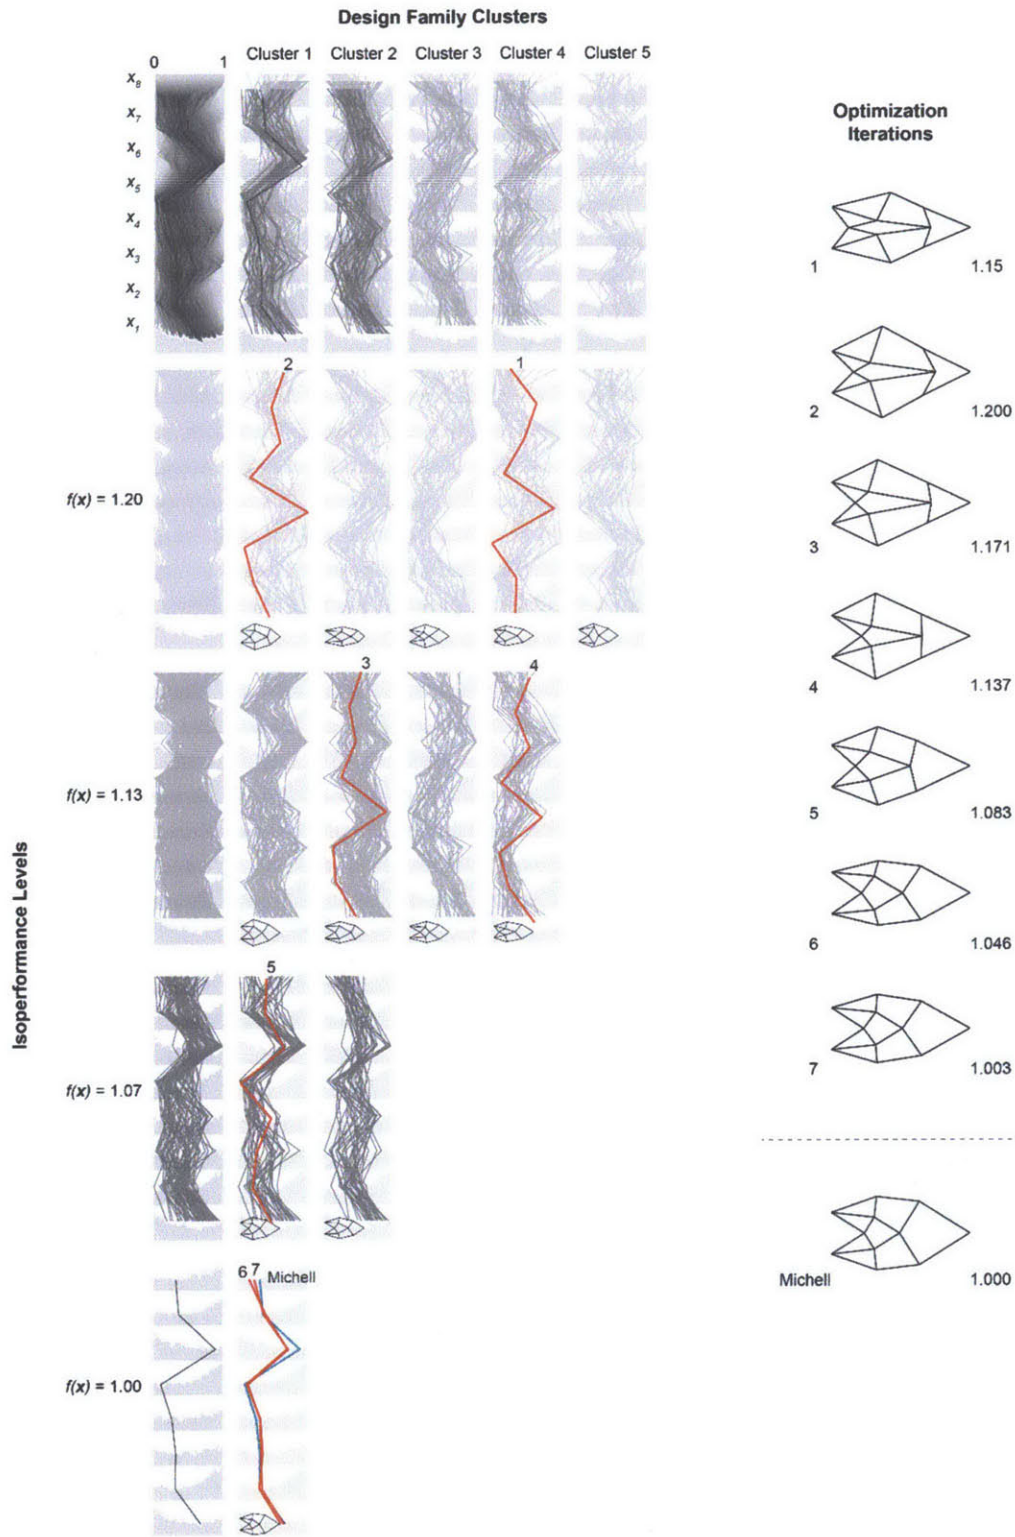 Design Family Clusters
0 1 Cluster 1 Cluster 2 Cluster 3 Cluster 4 Cluster 5
x8
x7
x6
x5
x4
x3
x2
x1
2 1
f(x) = 1.20
3 4
f(x) = 1.13
5
f(x) = 1.07
6 7 Michell
f(x) = 1.00
Isoperformance Levels
Optimization
Iterations
1 1.15
2 1.200
3 1.171
4 1.137
5 1.083
6 1.046
7 1.003
Michell 1.000